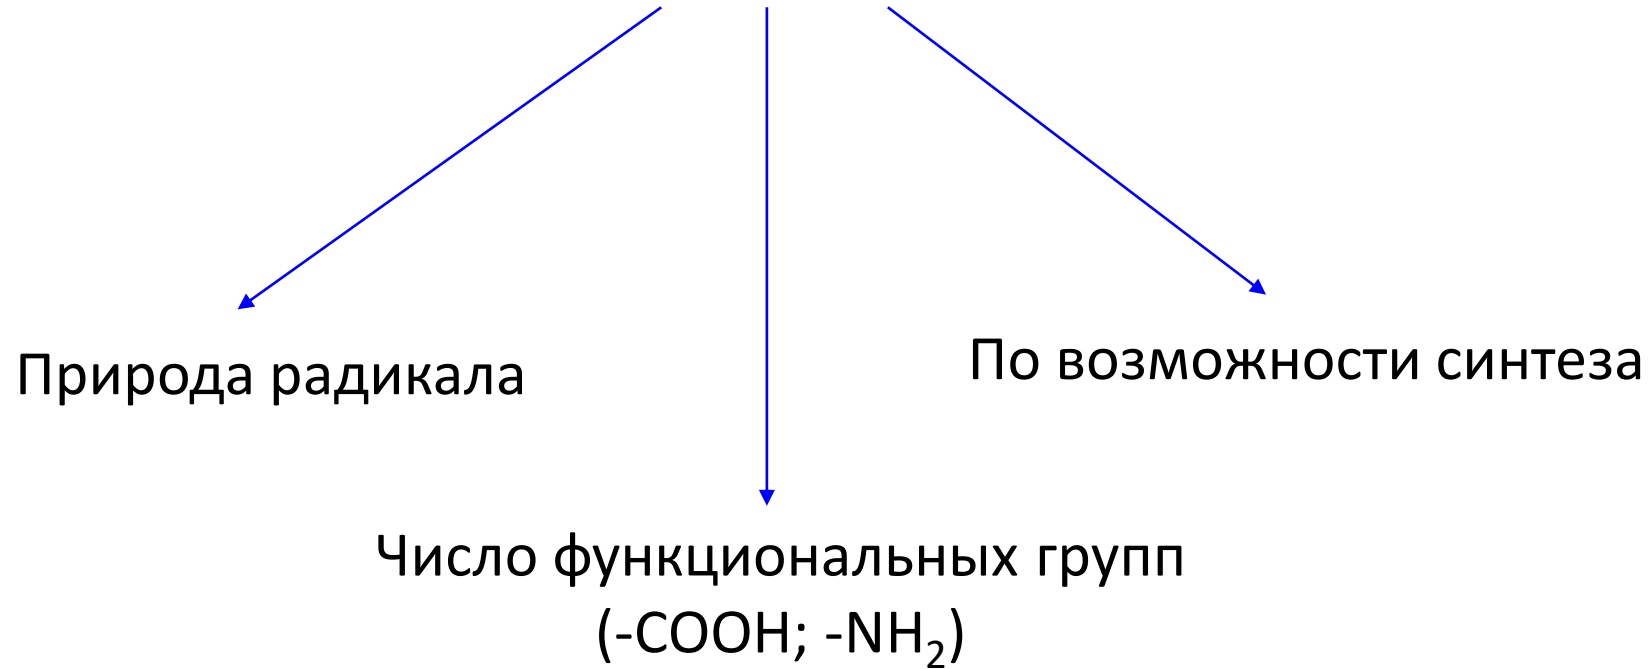 Природа радикала
По возможности синтеза
Число функциональных групп
(-COOH; -NH₂)